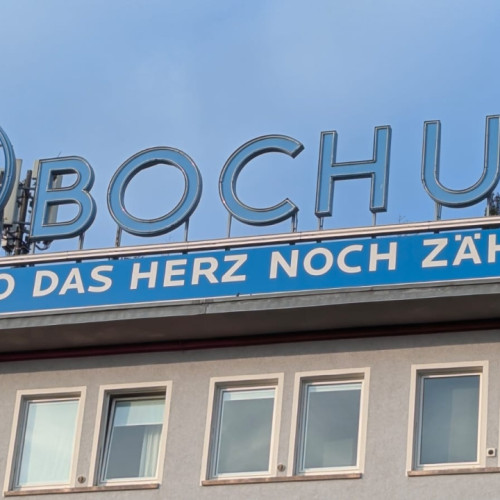 BOCHU
O DAS HERZ NOCH ZÄH